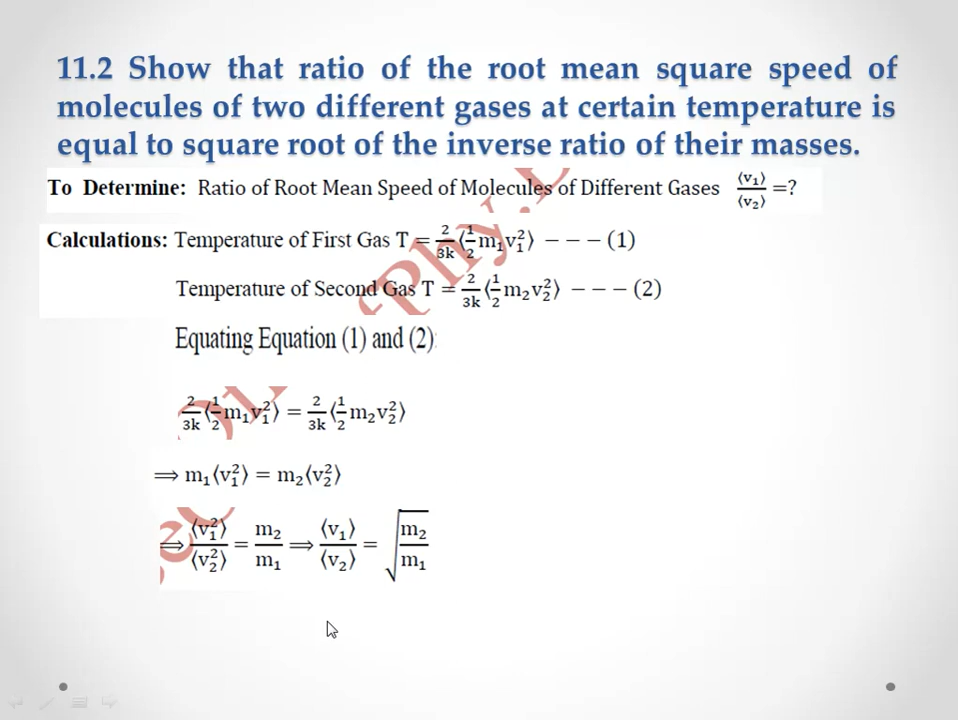 11.2 Show that ratio of the root mean square speed of
molecules of two different gases at certain temperature is
equal to square root of the inverse ratio of their masses.
To Determine: Ratio of Root Mean Speed of Molecules of Different Gases ⟨v₁⟩/⟨v₂⟩ =?
Calculations: Temperature of First Gas T = 2/3k ⟨1/2 m₁v₁²⟩ − − − (1)
Temperature of Second Gas T = 2/3k ⟨1/2 m₂v₂²⟩ − − − (2)
Equating Equation (1) and (2):
2/3k ⟨1/2 m₁v₁²⟩ = 2/3k ⟨1/2 m₂v₂²⟩
⟹ m₁⟨v₁²⟩ = m₂⟨v₂²⟩
⟹ ⟨v₁²⟩/⟨v₂²⟩ = m₂/m₁ ⟹ ⟨v₁⟩/⟨v₂⟩ = √(m₂/m₁)